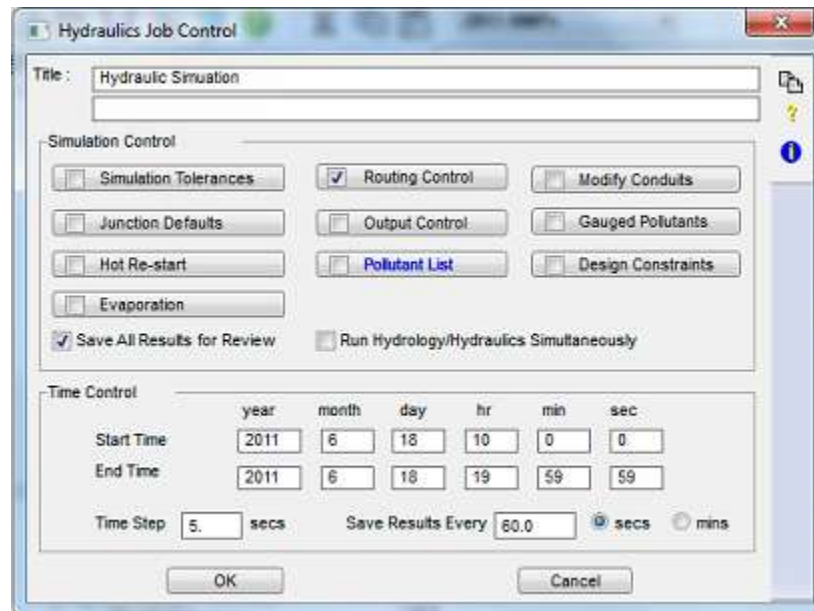 Hydraulics Job Control
Title :
Hydraulic Simuation
Simulation Control
Simulation Tolerances
Routing Control
Modify Conduits
Junction Defaults
Output Control
Gauged Pollutants
Hot Re-start
Pollutant List
Design Constraints
Evaporation
Save All Results for Review
Run Hydrology/Hydraulics Simultaneously
Time Control
year month day hr min sec
Start Time 2011 6 18 10 0 0
End Time 2011 6 18 19 59 59
Time Step 5. secs Save Results Every 60.0 secs mins
OK Cancel